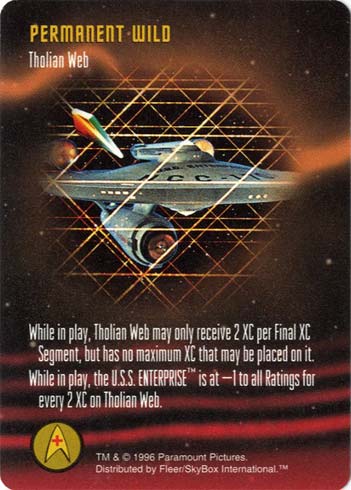 PERMANENT WILD
Tholian Web
While in play, Tholian Web may only receive 2 XC per Final XC
Segment, but has no maximum XC that may be placed on it.
While in play, the U.S.S. ENTERPRISE™ is at –1 to all Ratings for
every 2 XC on Tholian Web.
TM & © 1996 Paramount Pictures.
Distributed by Fleer/SkyBox International.™